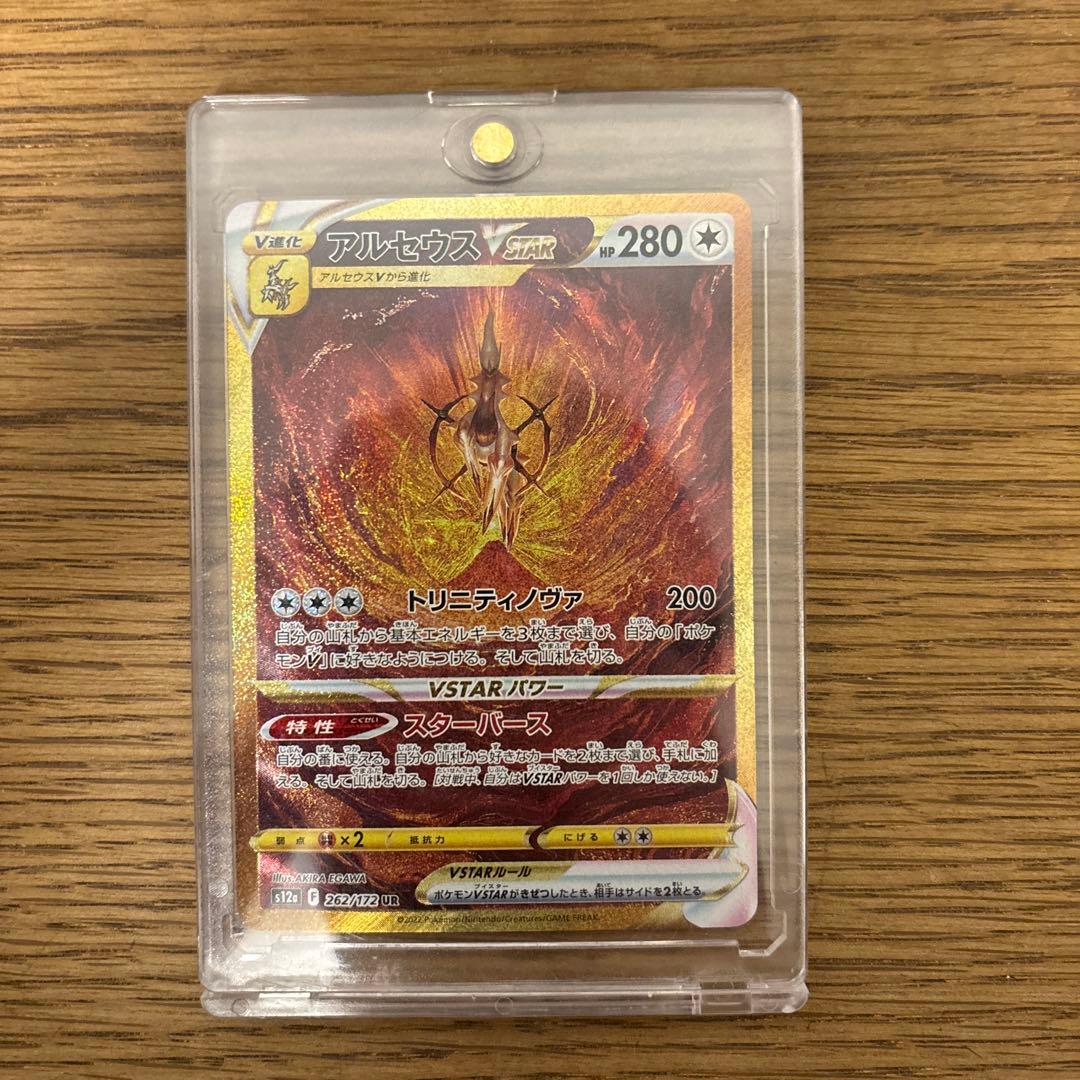 V進化
アルセウス VSTAR HP 280
アルセウスVから進化
トリニティノヴァ 200
自分の山札から基本エネルギーを3枚まで選び、自分の「ポケ
モンV」に好きなようにつける。そして山札を切る。
VSTARパワー
特性 スターバース
自分の番に使える。自分の山札から好きなカードを2枚まで選び、手札に加
える。そして山札を切る。[対戦中、自分はVSTARパワーを1回しか使えない。]
弱点 ×2 抵抗力 にげる
VSTARルール
ポケモンVSTARがきぜつしたとき、相手はサイドを2枚とる。
Illus. AKIRA EGAWA
s12a F 262/172 UR
©2022 Pokémon/Nintendo/Creatures/GAME FREAK.